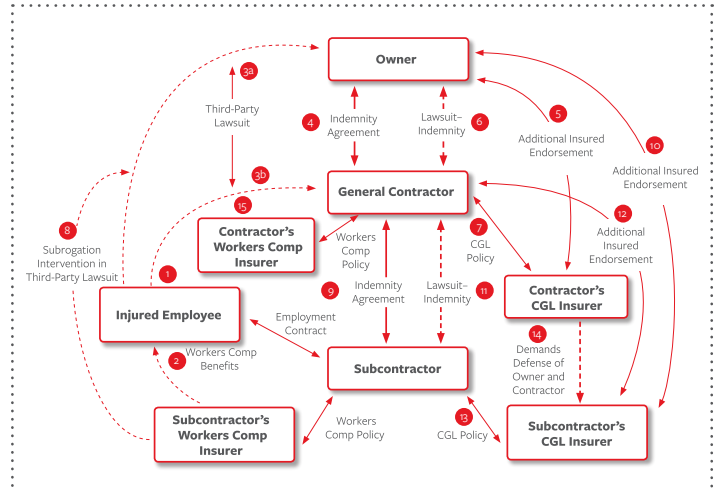 Owner
3a
Third-Party
Lawsuit
4
Indemnity
Agreement
Lawsuit–
Indemnity
6
5
Additional Insured
Endorsement
10
Additional Insured
Endorsement
3b
General Contractor
15
8
Subrogation
Intervention in
Third-Party Lawsuit
Contractor's
Workers Comp
Insurer
Workers
Comp
Policy
7
CGL
Policy
12
Additional
Insured
Endorsement
1
9
Indemnity
Agreement
Lawsuit–
Indemnity
11
Contractor's
CGL Insurer
Injured Employee
Employment
Contract
14
Demands
Defense of
Owner and
Contractor
2
Workers Comp
Benefits
Subcontractor
Subcontractor's
Workers Comp
Insurer
Workers
Comp Policy
13
CGL Policy
Subcontractor's
CGL Insurer